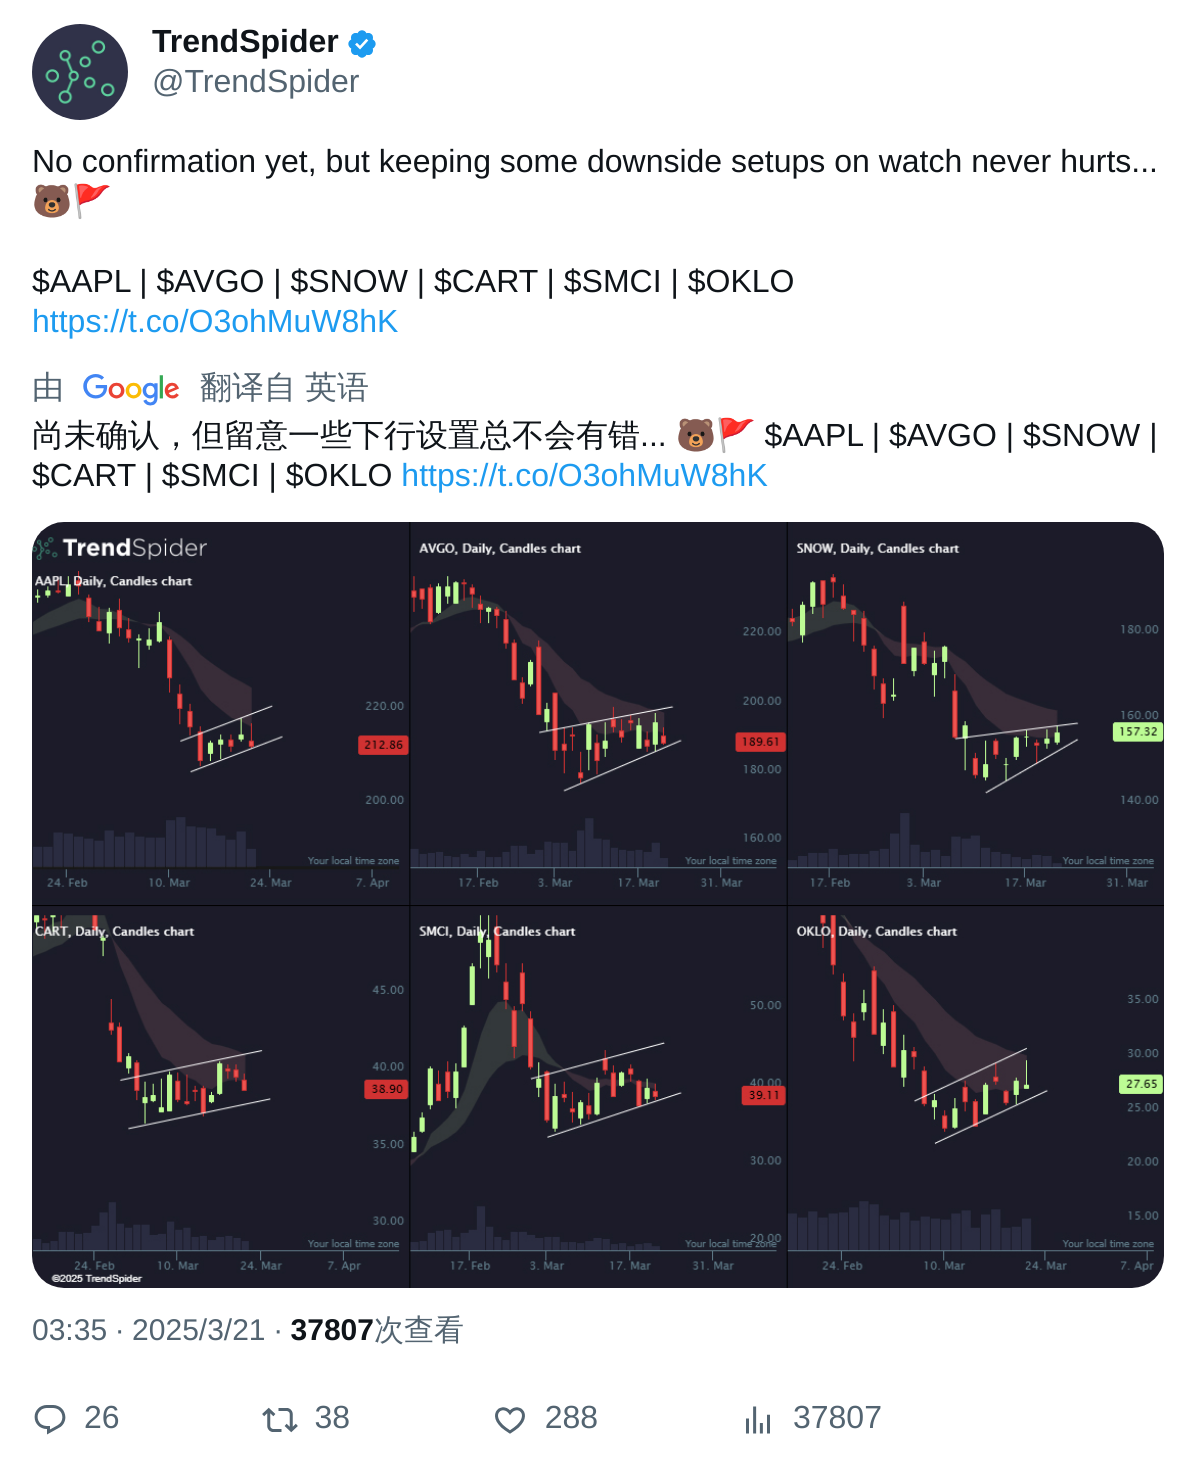 TrendSpider
@TrendSpider
No confirmation yet, but keeping some downside setups on watch never hurts...
🐻🚩
$AAPL | $AVGO | $SNOW | $CART | $SMCI | $OKLO
https://t.co/O3ohMuW8hK
由 Google 翻译自 英语
尚未确认，但留意一些下行设置总不会有错... 🐻🚩 $AAPL | $AVGO | $SNOW |
$CART | $SMCI | $OKLO https://t.co/O3ohMuW8hK
TrendSpider
AAPL, Daily, Candles chart
220.00
212.86
200.00
Your local time zone
24. Feb 10. Mar 24. Mar 7. Apr
AVGO, Daily, Candles chart
220.00
200.00
189.61
180.00
160.00
Your local time zone
17. Feb 3. Mar 17. Mar 31. Mar
SNOW, Daily, Candles chart
180.00
160.00
157.32
140.00
Your local time zone
17. Feb 3. Mar 17. Mar 31. Mar
CART, Daily, Candles chart
45.00
40.00
38.90
35.00
30.00
Your local time zone
24. Feb 10. Mar 24. Mar 7. Apr
©2025 TrendSpider
SMCI, Daily, Candles chart
50.00
40.00
39.11
30.00
20.00
Your local time zone
17. Feb 3. Mar 17. Mar 31. Mar
OKLO, Daily, Candles chart
35.00
30.00
27.65
25.00
20.00
15.00
Your local time zone
24. Feb 10. Mar 24. Mar 7. Apr
03:35 · 2025/3/21 · 37807次查看
26 38 288 37807